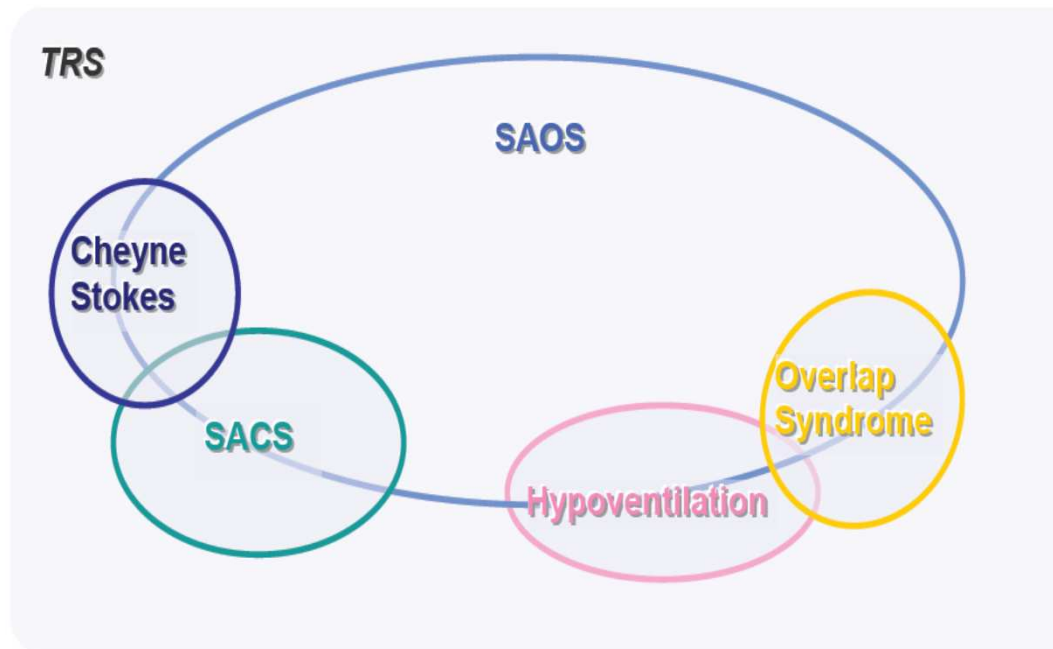 TRS
SAOS
Cheyne
Stokes
SACS
Overlap
Syndrome
Hypoventilation